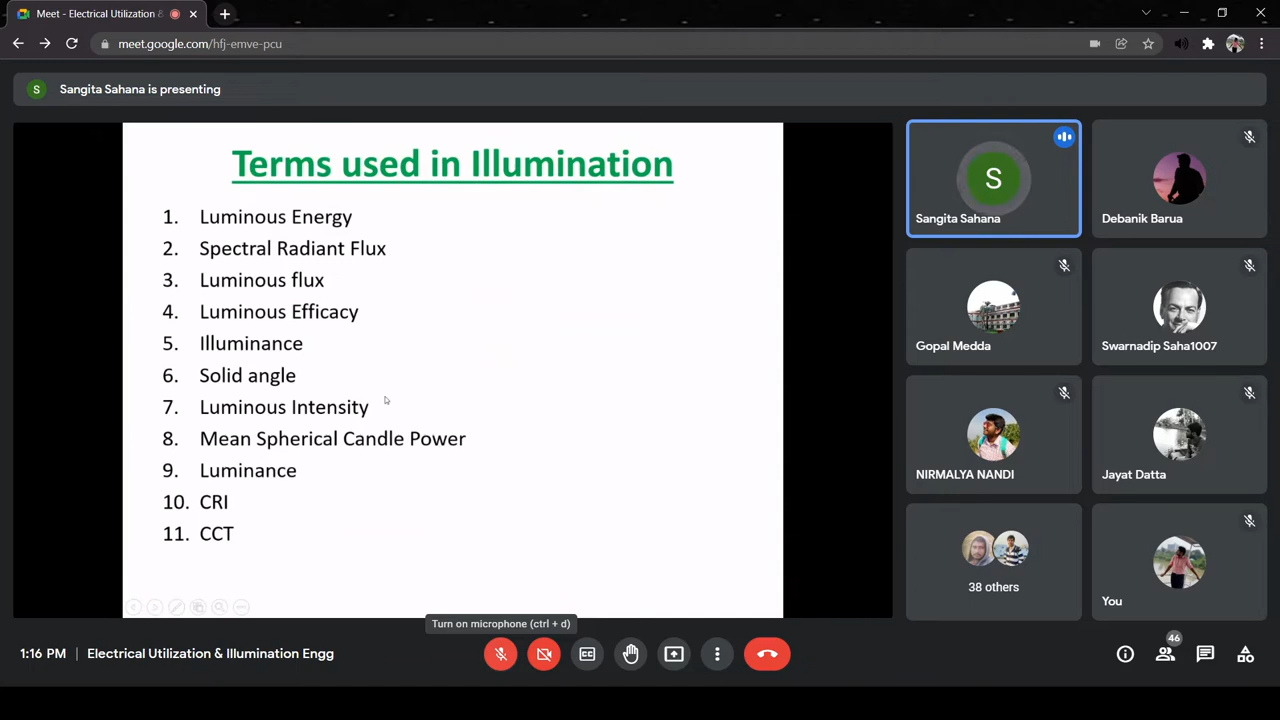 Meet - Electrical Utilization &
meet.google.com/hfj-emve-pcu
S
Sangita Sahana is presenting
Terms used in Illumination
1. Luminous Energy
2. Spectral Radiant Flux
3. Luminous flux
4. Luminous Efficacy
5. Illuminance
6. Solid angle
7. Luminous Intensity
8. Mean Spherical Candle Power
9. Luminance
10. CRI
11. CCT
S
Sangita Sahana
Debanik Barua
Gopal Medda
Swarnadip Saha1007
NIRMALYA NANDI
Jayat Datta
38 others
You
Turn on microphone (ctrl + d)
1:16 PM | Electrical Utilization & Illumination Engg
46